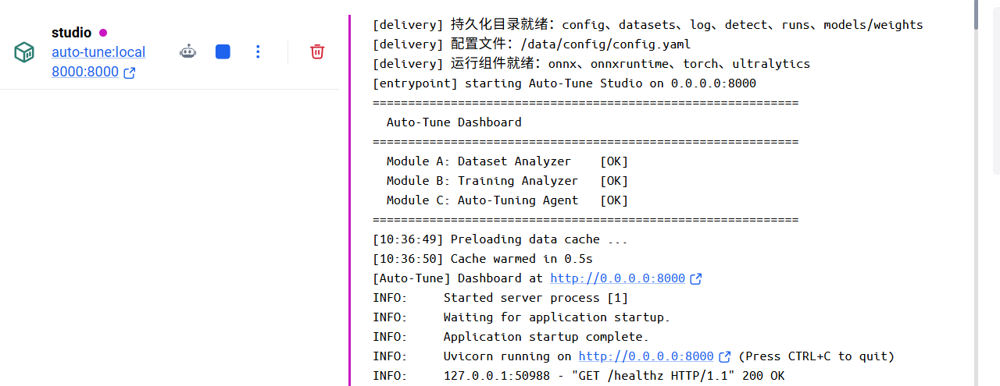 studio
auto-tune:local
8000:8000
[delivery] 持久化目录就绪：config、datasets、log、detect、runs、models/weights
[delivery] 配置文件：/data/config/config.yaml
[delivery] 运行组件就绪：onnx、onnxruntime、torch、ultralytics
[entrypoint] starting Auto-Tune Studio on 0.0.0.0:8000
============================================================
  Auto-Tune Dashboard
============================================================
  Module A: Dataset Analyzer    [OK]
  Module B: Training Analyzer   [OK]
  Module C: Auto-Tuning Agent   [OK]
============================================================
[10:36:49] Preloading data cache ...
[10:36:50] Cache warmed in 0.5s
[Auto-Tune] Dashboard at http://0.0.0.0:8000
INFO:     Started server process [1]
INFO:     Waiting for application startup.
INFO:     Application startup complete.
INFO:     Uvicorn running on http://0.0.0.0:8000 (Press CTRL+C to quit)
INFO:     127.0.0.1:50988 - "GET /healthz HTTP/1.1" 200 OK